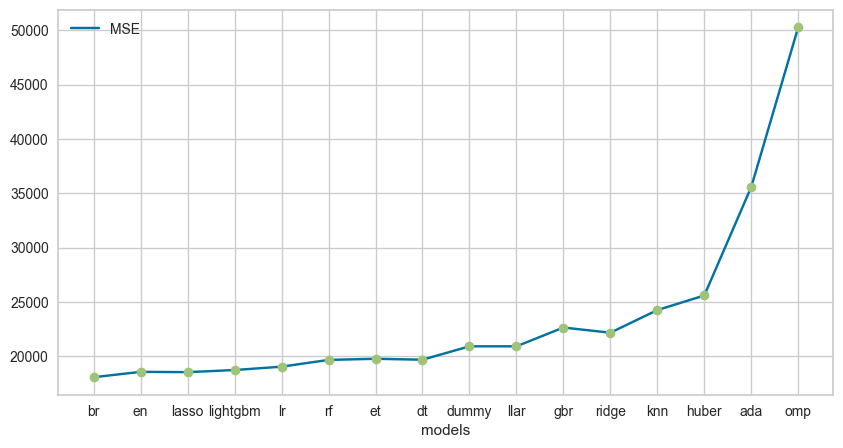 MSE
50000
45000
40000
35000
30000
25000
20000
br en lasso lightgbm lr rf et dt dummy llar gbr ridge knn huber ada omp
models